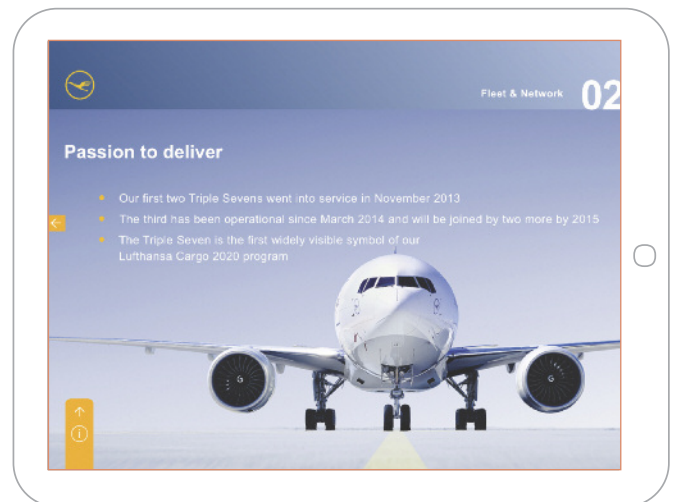 Fleet & Network 02
Passion to deliver
Our first two Triple Sevens went into service in November 2013
The third has been operational since March 2014 and will be joined by two more by 2015
The Triple Seven is the first widely visible symbol of our
Lufthansa Cargo 2020 program
i